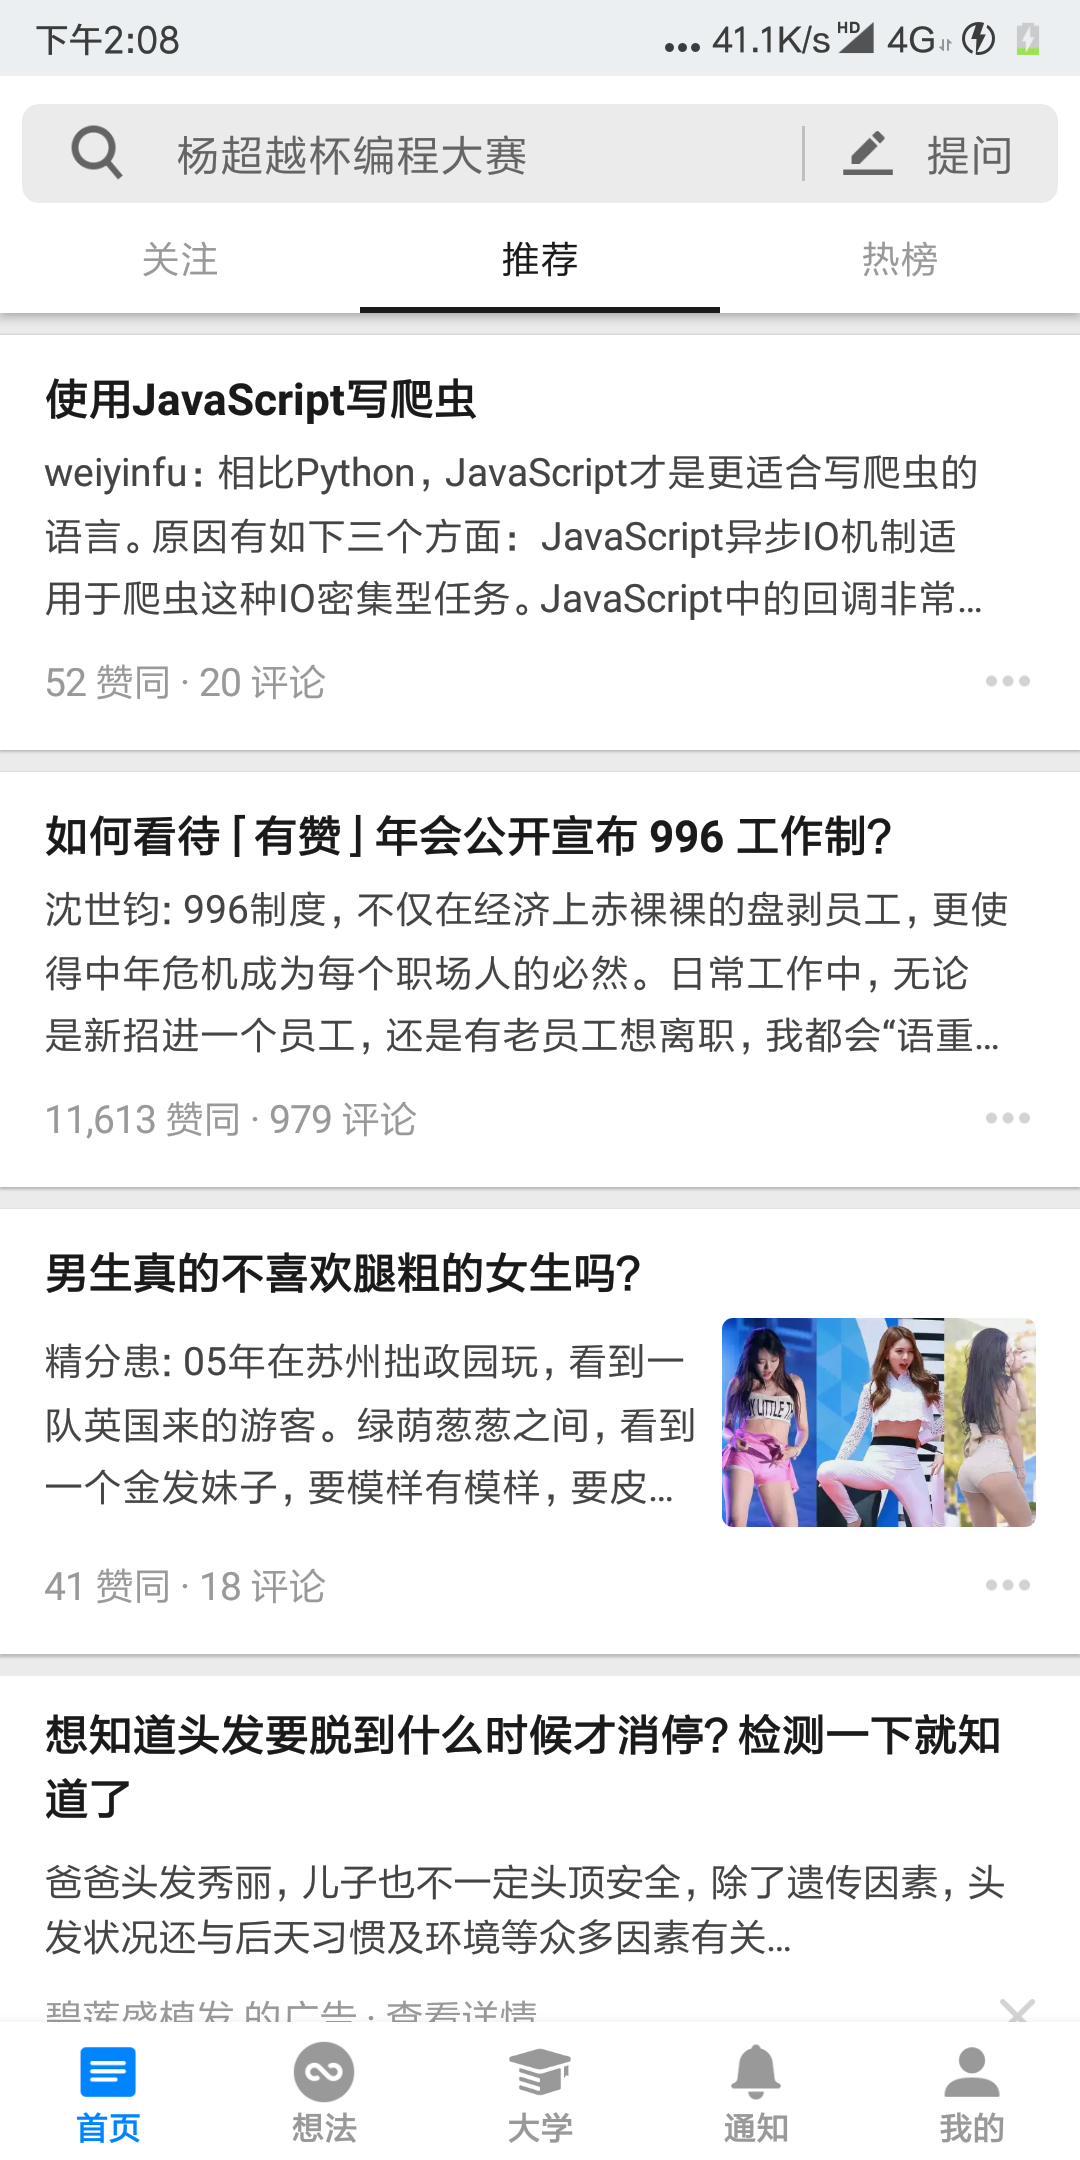 下午2:08
... 41.1K/s HD 4G
杨超越杯编程大赛
提问
关注
推荐
热榜
使用JavaScript写爬虫
weiyinfu：相比Python，JavaScript才是更适合写爬虫的
语言。原因有如下三个方面：JavaScript异步IO机制适
用于爬虫这种IO密集型任务。JavaScript中的回调非常...
52 赞同 · 20 评论
如何看待「有赞」年会公开宣布 996 工作制？
沈世钧: 996制度，不仅在经济上赤裸裸的盘剥员工，更使
得中年危机成为每个职场人的必然。日常工作中，无论
是新招进一个员工，还是有老员工想离职，我都会“语重...
11,613 赞同 · 979 评论
男生真的不喜欢腿粗的女生吗？
精分患: 05年在苏州拙政园玩，看到一
队英国来的游客。绿荫葱葱之间，看到
一个金发妹子，要模样有模样，要皮...
41 赞同 · 18 评论
想知道头发要脱到什么时候才消停？检测一下就知
道了
爸爸头发秀丽，儿子也不一定头顶安全，除了遗传因素，头
发状况还与后天习惯及环境等众多因素有关...
碧莲盛植发 的广告 · 查看详情
首页
想法
大学
通知
我的